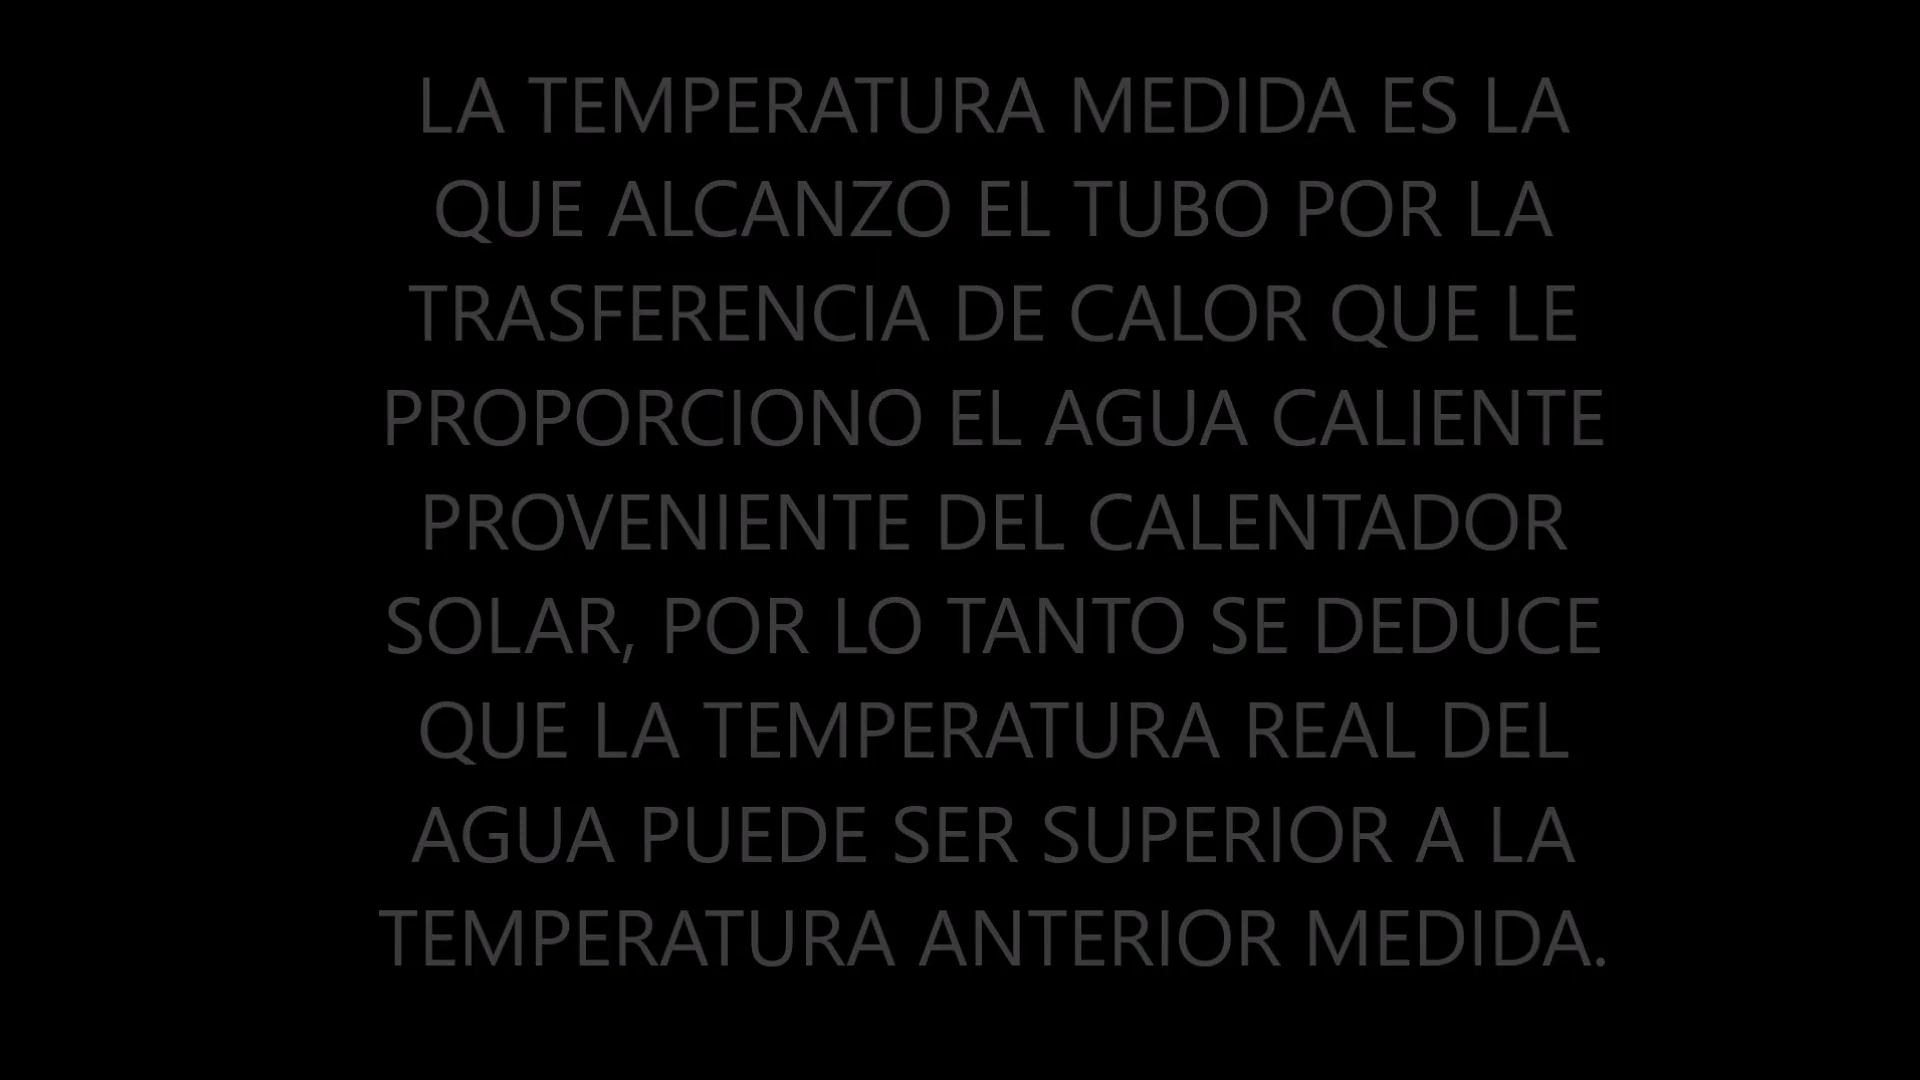 LA TEMPERATURA MEDIDA ES LA
QUE ALCANZO EL TUBO POR LA
TRASFERENCIA DE CALOR QUE LE
PROPORCIONO EL AGUA CALIENTE
PROVENIENTE DEL CALENTADOR
SOLAR, POR LO TANTO SE DEDUCE
QUE LA TEMPERATURA REAL DEL
AGUA PUEDE SER SUPERIOR A LA
TEMPERATURA ANTERIOR MEDIDA.